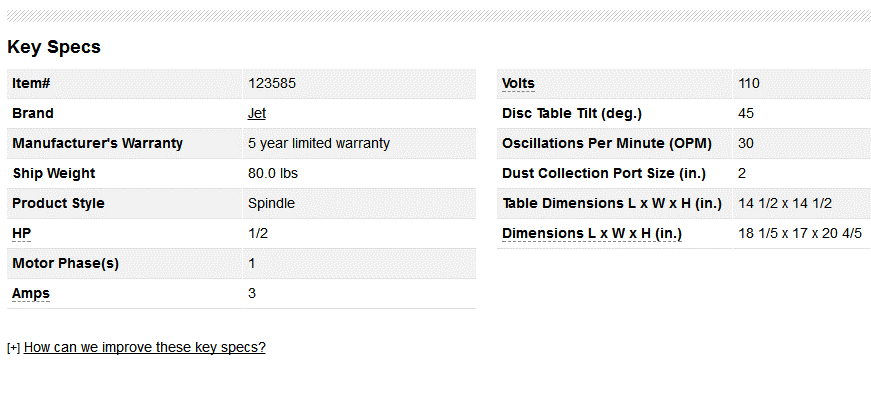 Key Specs
Item# 123585
Brand Jet
Manufacturer's Warranty 5 year limited warranty
Ship Weight 80.0 lbs
Product Style Spindle
HP 1/2
Motor Phase(s) 1
Amps 3
Volts 110
Disc Table Tilt (deg.) 45
Oscillations Per Minute (OPM) 30
Dust Collection Port Size (in.) 2
Table Dimensions L x W x H (in.) 14 1/2 x 14 1/2
Dimensions L x W x H (in.) 18 1/5 x 17 x 20 4/5
[+] How can we improve these key specs?